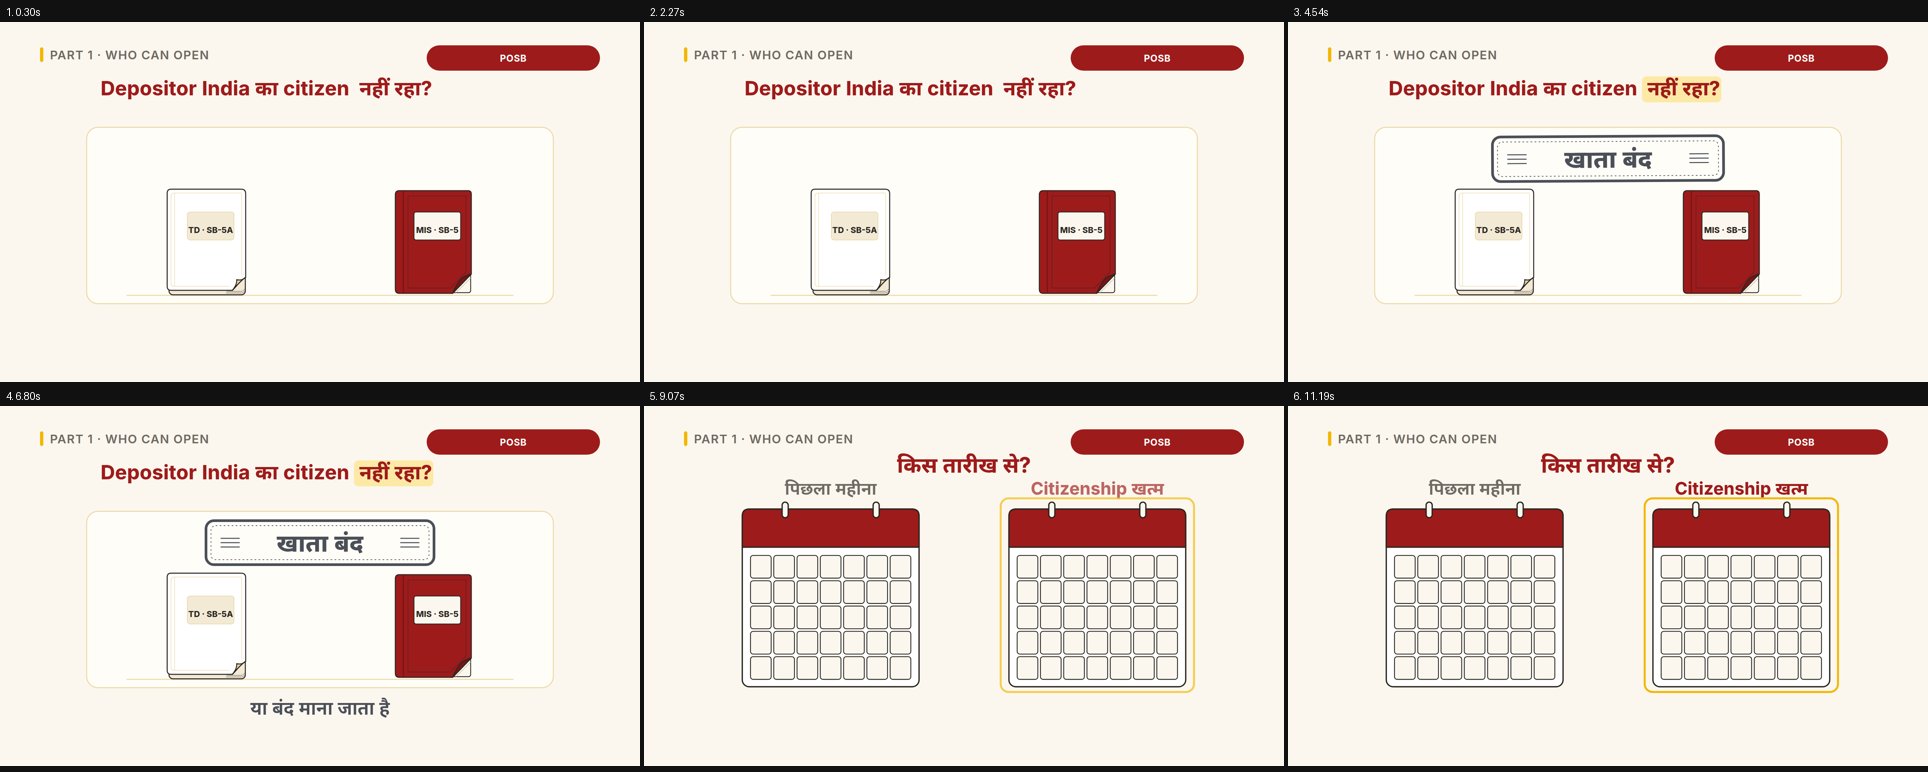 1. 0.30s
PART 1 · WHO CAN OPEN
POSB
Depositor India का citizen नहीं रहा?
TD · SB-5A
MIS · SB-5
2. 2.27s
PART 1 · WHO CAN OPEN
POSB
Depositor India का citizen नहीं रहा?
TD · SB-5A
MIS · SB-5
3. 4.54s
PART 1 · WHO CAN OPEN
POSB
Depositor India का citizen नहीं रहा?
खाता बंद
TD · SB-5A
MIS · SB-5
4. 6.80s
PART 1 · WHO CAN OPEN
POSB
Depositor India का citizen नहीं रहा?
खाता बंद
TD · SB-5A
MIS · SB-5
या बंद माना जाता है
5. 9.07s
PART 1 · WHO CAN OPEN
POSB
किस तारीख से?
पिछला महीना
Citizenship खत्म
6. 11.19s
PART 1 · WHO CAN OPEN
POSB
किस तारीख से?
पिछला महीना
Citizenship खत्म